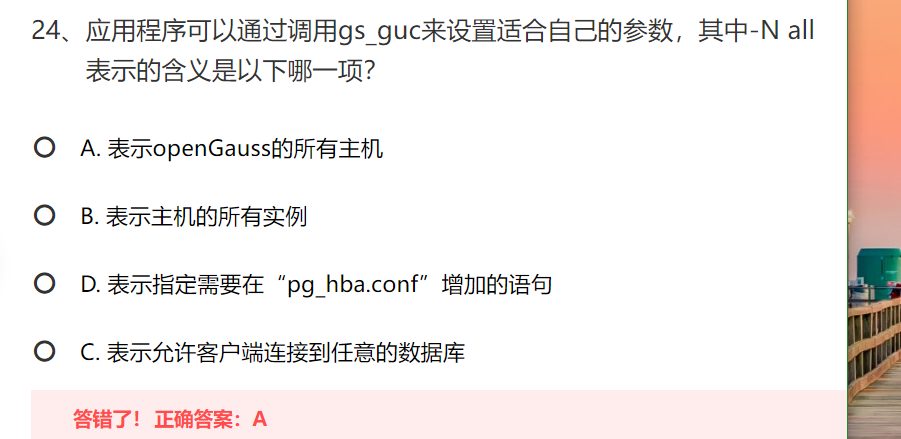 24、应用程序可以通过调用gs_guc来设置适合自己的参数，其中-N all
表示的含义是以下哪一项？
A. 表示openGauss的所有主机
B. 表示主机的所有实例
D. 表示指定需要在“pg_hba.conf”增加的语句
C. 表示允许客户端连接到任意的数据库
答错了！正确答案：A